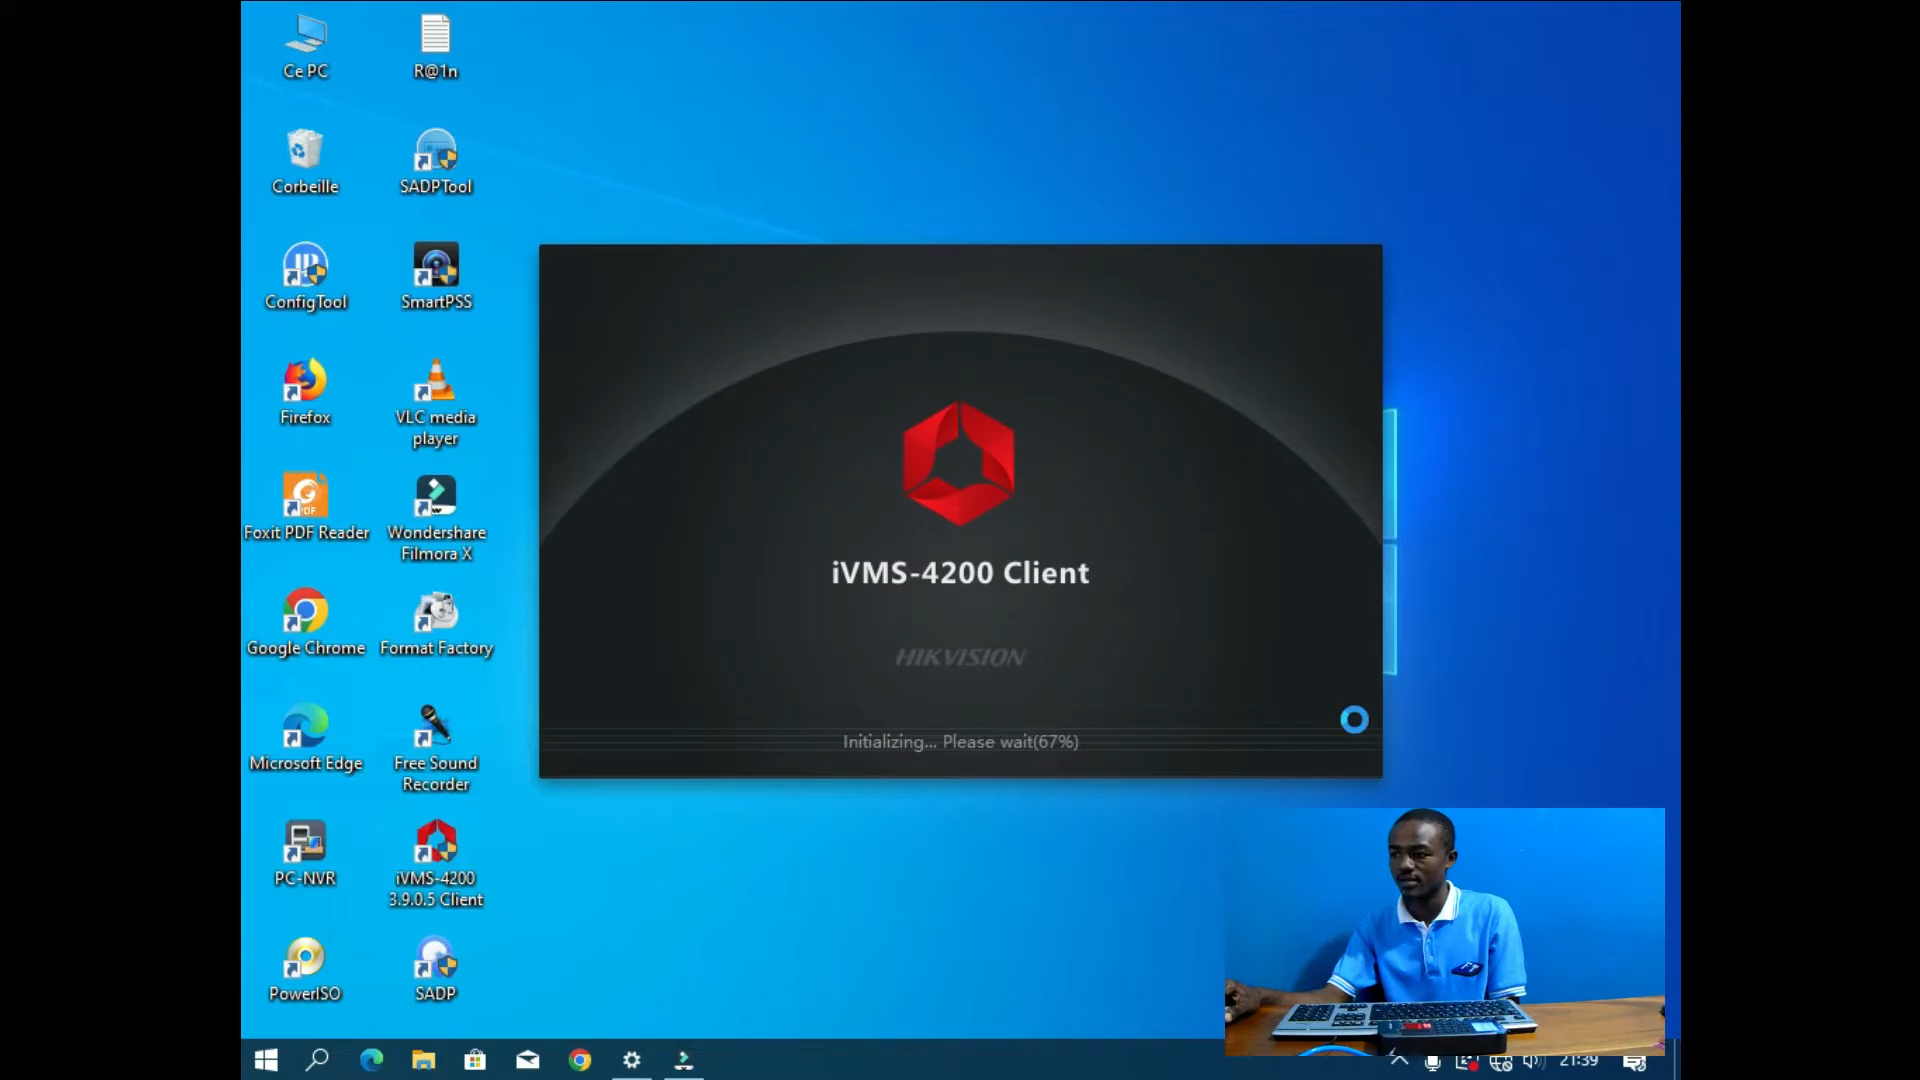 Ce PC
R@1n
Corbeille
SADPTool
ConfigTool
SmartPSS
Firefox
VLC media
player
Foxit PDF Reader
Wondershare
Filmora X
Google Chrome
Format Factory
Microsoft Edge
Free Sound
Recorder
PC-NVR
iVMS-4200
3.9.0.5 Client
PowerISO
SADP
iVMS-4200 Client
HIKVISION
Initializing... Please wait(67%)
21:39